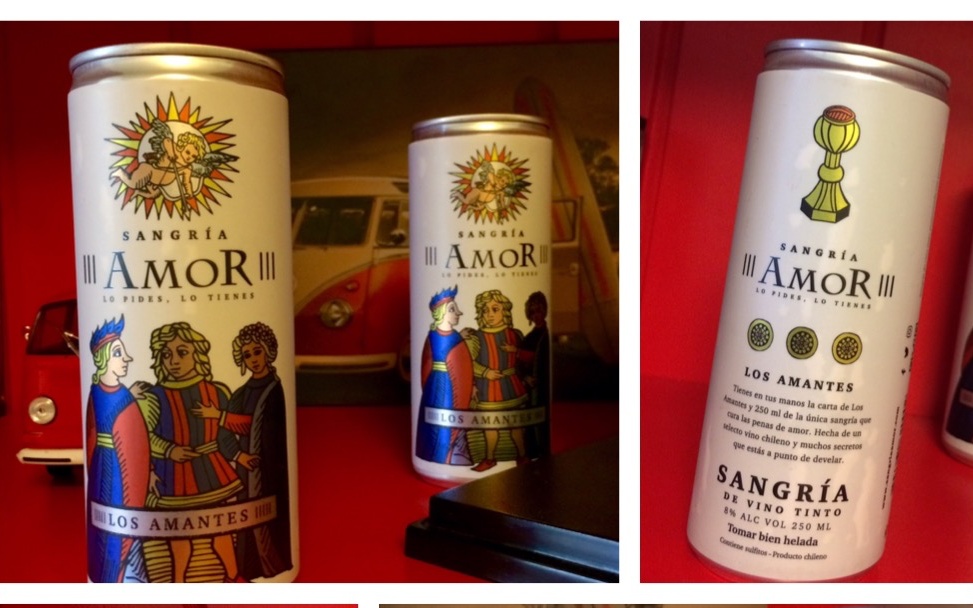 SANGRÍA
AMOR
LO PIDES, LO TIENES
LOS AMANTES
SANGRÍA
AMOR
LO PIDES, LO TIENES
LOS AMANTES
SANGRÍA
AMOR
LO PIDES, LO TIENES
LOS AMANTES
Tienes en tus manos la carta de Los
Amantes y 250 ml de la única sangría que
cura las penas de amor. Hecha de un
selecto vino chileno y muchos secretos
que estás a punto de develar.
SANGRÍA
DE VINO TINTO
8% ALC VOL 250 ML
Tomar bien helada
Contiene sulfitos - Producto chileno